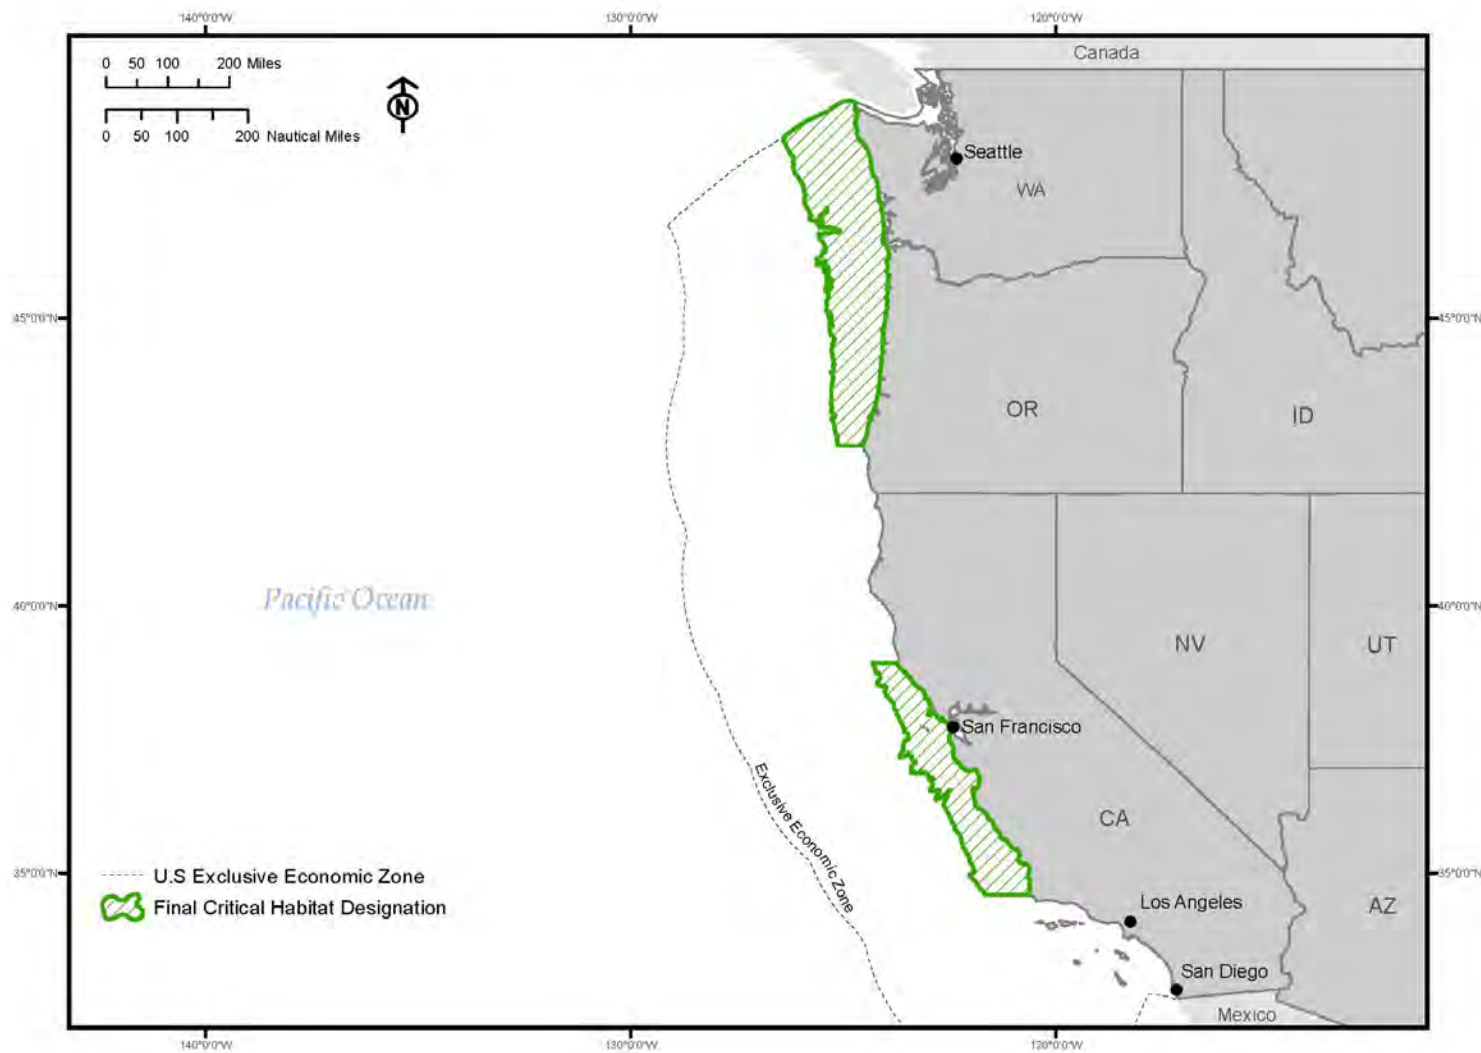 140°0'0"W 130°0'0"W 120°0'0"W
Canada
0 50 100 200 Miles
N
0 50 100 200 Nautical Miles
Seattle
WA
45°0'0"N 45°0'0"N
OR
ID
Pacific Ocean
40°0'0"N 40°0'0"N
NV
UT
San Francisco
Exclusive Economic Zone
CA
35°0'0"N 35°0'0"N
U.S Exclusive Economic Zone
Final Critical Habitat Designation
Los Angeles
AZ
San Diego
Mexico
140°0'0"W 130°0'0"W 120°0'0"W